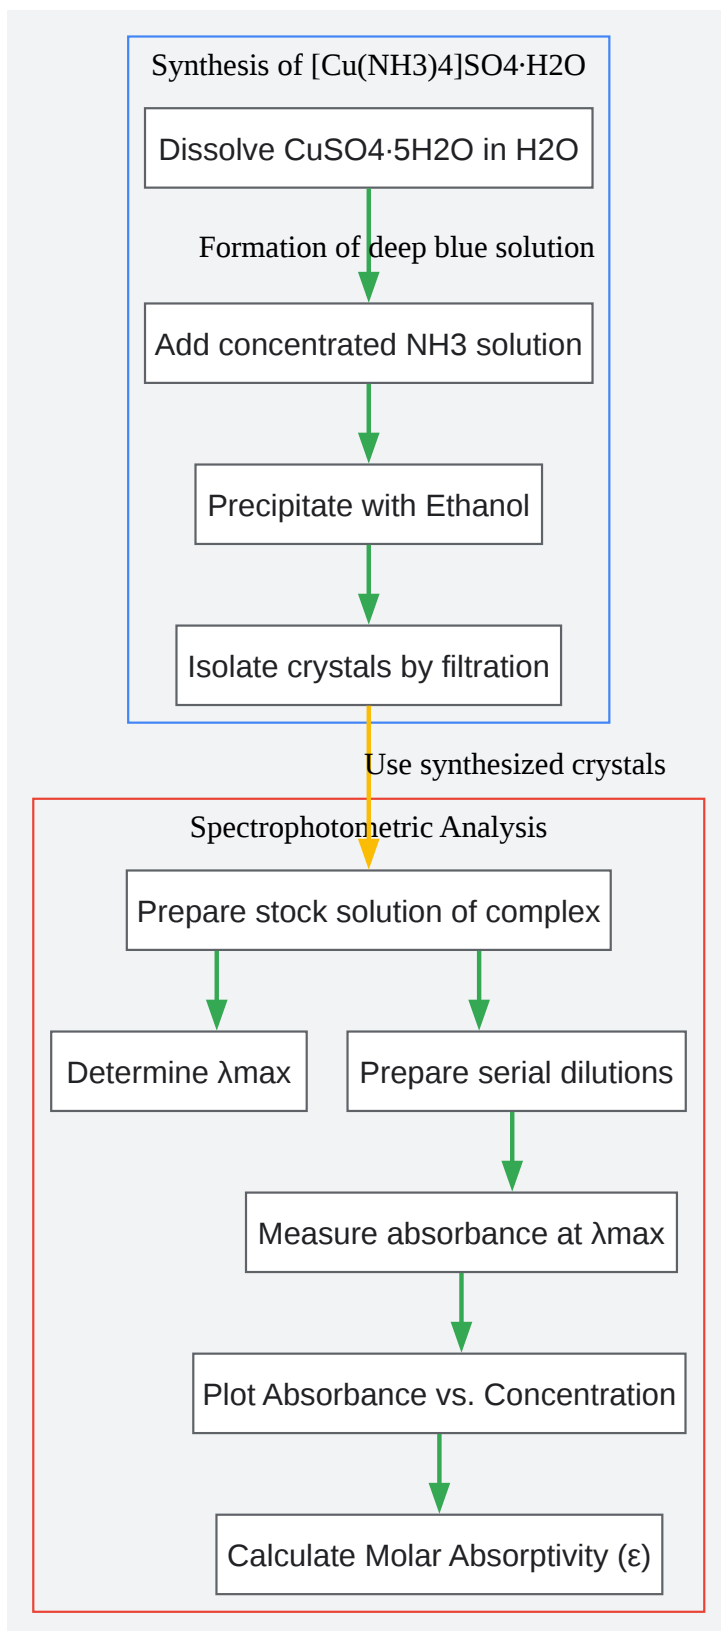 Synthesis of [Cu(NH3)4]SO4·H2O
Dissolve CuSO4·5H2O in H2O
Formation of deep blue solution
Add concentrated NH3 solution
Precipitate with Ethanol
Isolate crystals by filtration
Use synthesized crystals
Spectrophotometric Analysis
Prepare stock solution of complex
Determine λmax
Prepare serial dilutions
Measure absorbance at λmax
Plot Absorbance vs. Concentration
Calculate Molar Absorptivity (ε)